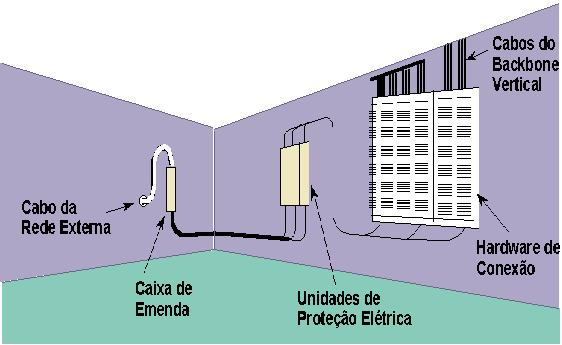 Cabos do
Backbone
Vertical
Cabo da
Rede Externa
Caixa de
Emenda
Unidades de
Proteção Elétrica
Hardware de
Conexão